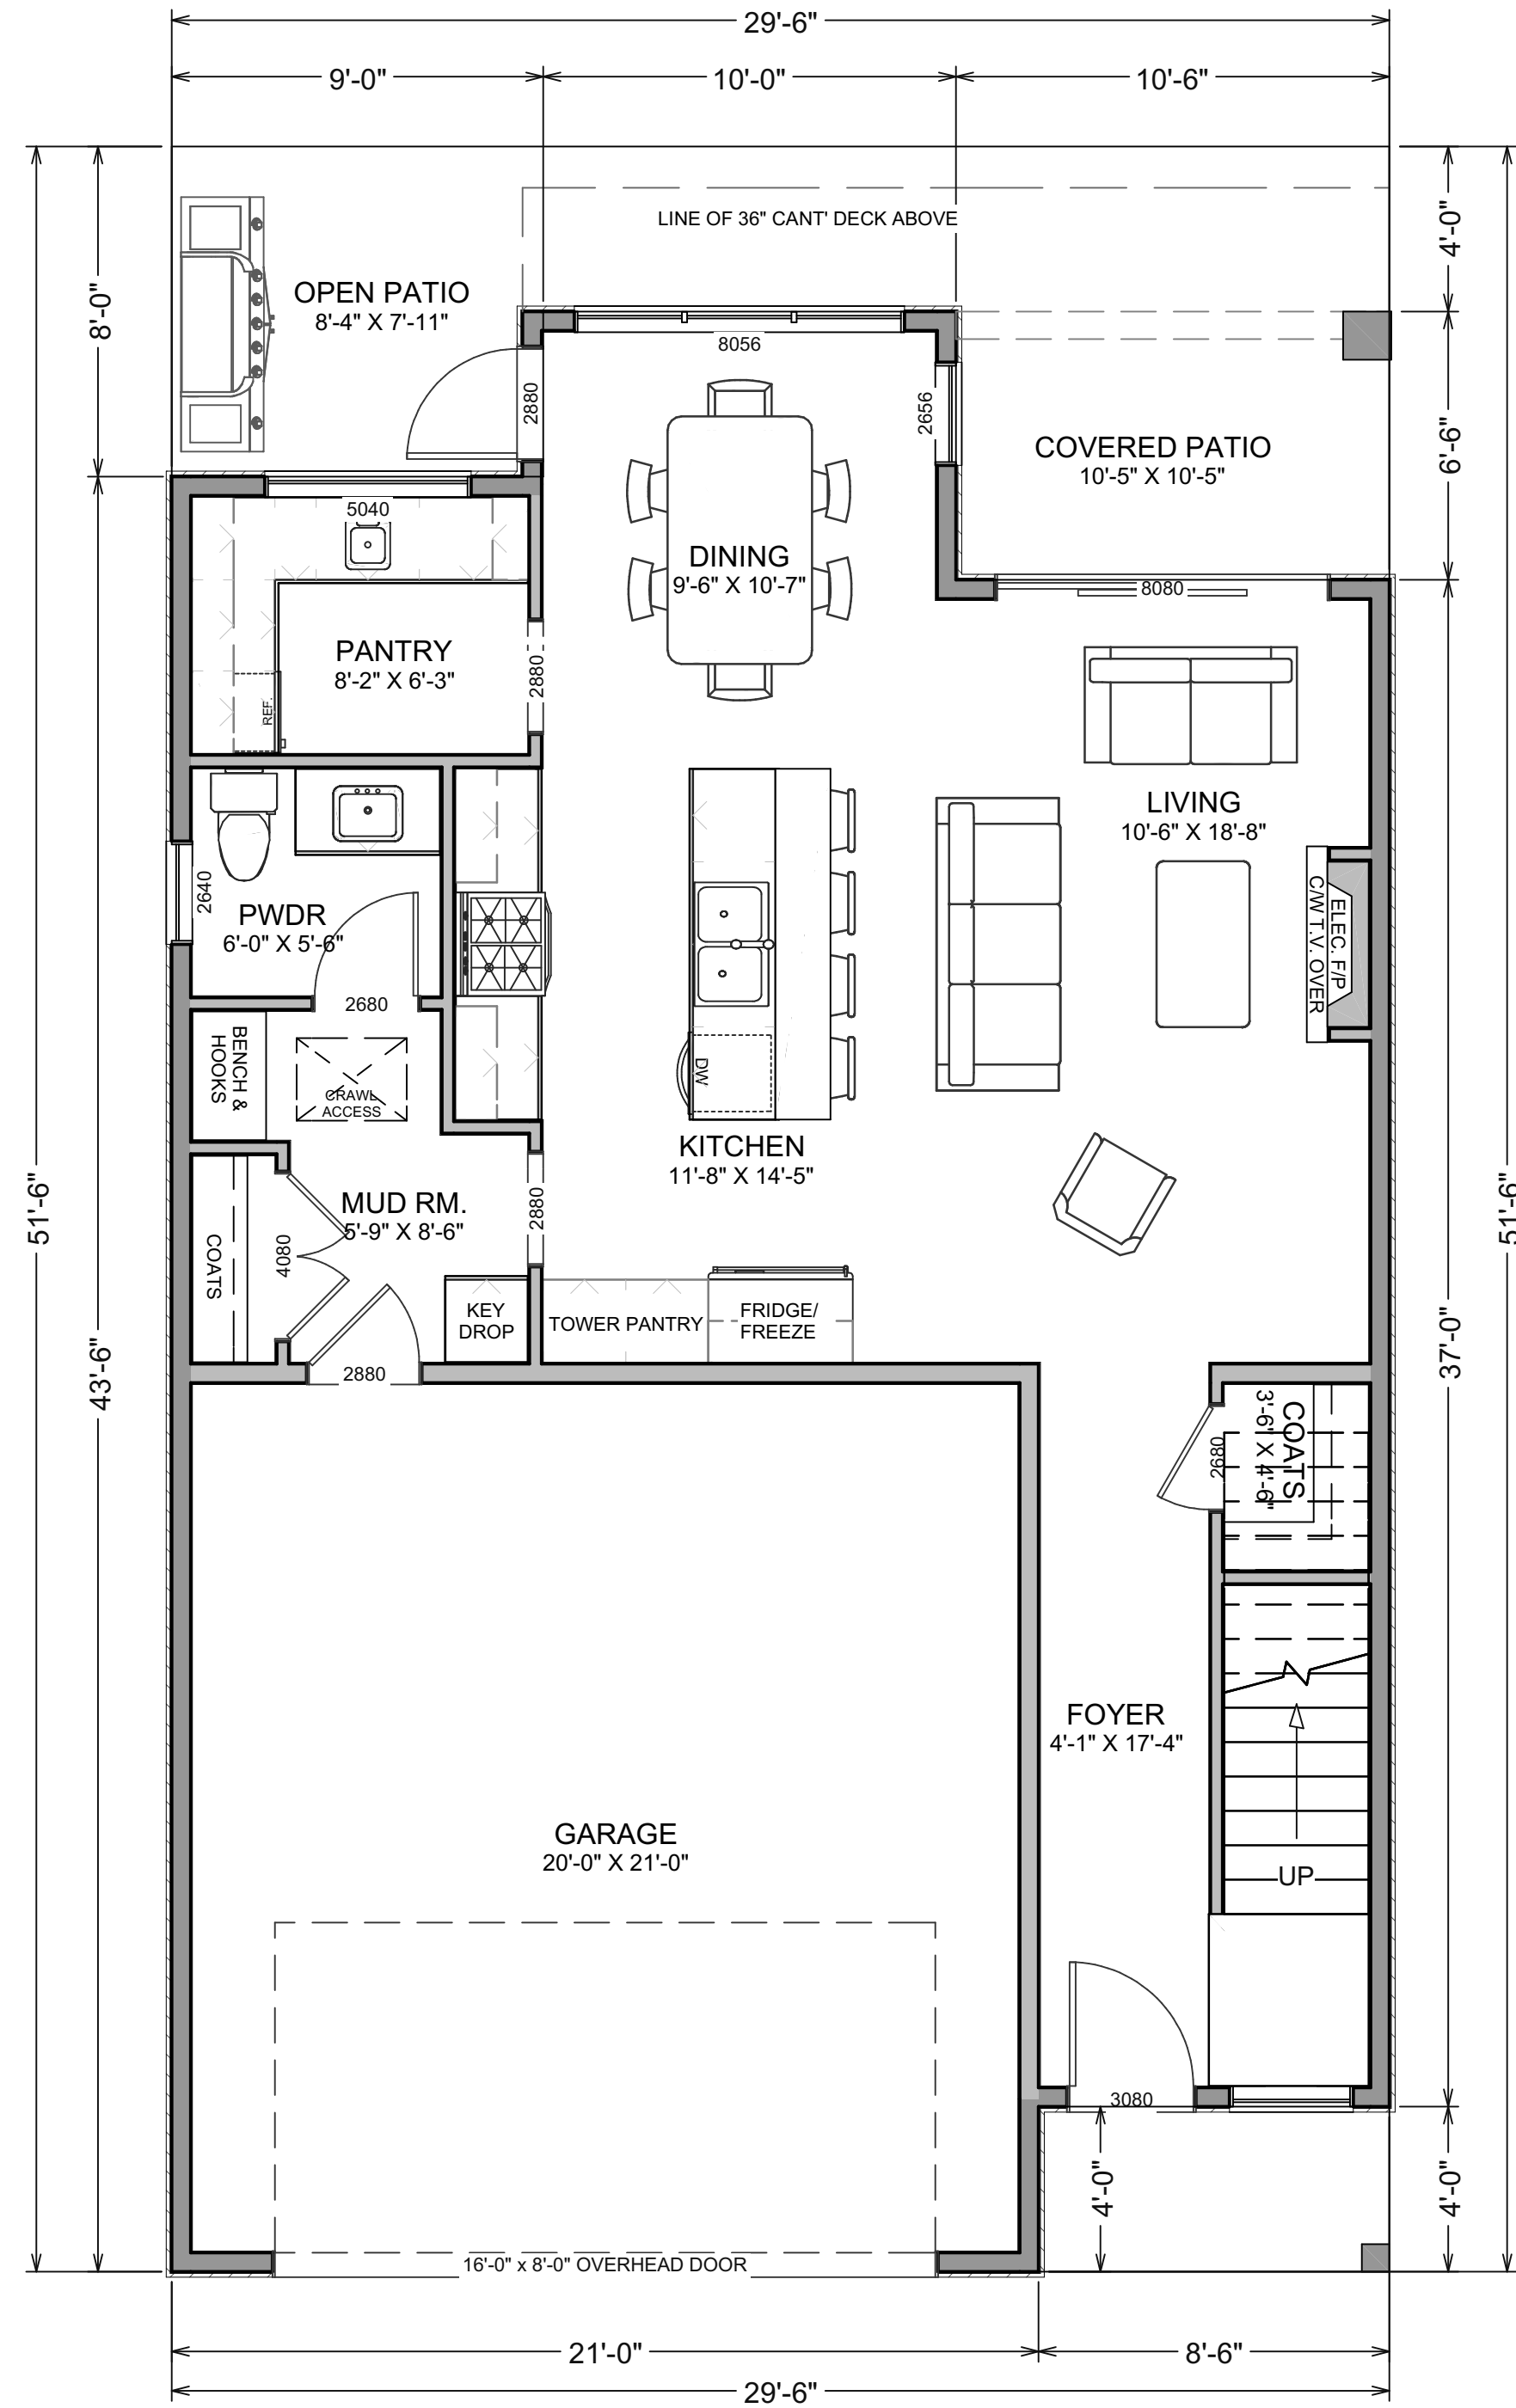 29'-6"
9'-0"
10'-0"
10'-6"
LINE OF 36" CANT' DECK ABOVE
4'-0"
8'-0"
OPEN PATIO
8'-4" X 7'-11"
8056
2880
2656
6'-6"
COVERED PATIO
10'-5" X 10'-5"
5040
DINING
9'-6" X 10'-7"
8080
PANTRY
8'-2" X 6'-3"
2880
REF.
LIVING
10'-6" X 18'-8"
2640
PWDR
6'-0" X 5'-6"
ELEC. F/P
C/W T.V. OVER
2680
BENCH &
HOOKS
CRAWL
ACCESS
DW
KITCHEN
11'-8" X 14'-5"
51'-6"
51'-6"
MUD RM.
5'-9" X 8'-6"
2880
COATS
4080
KEY
DROP
TOWER PANTRY
FRIDGE/
FREEZE
43'-6"
37'-0"
2880
COATS
3'-6" X 4'-6"
2680
FOYER
4'-1" X 17'-4"
GARAGE
20'-0" X 21'-0"
UP
3080
4'-0"
4'-0"
16'-0" x 8'-0" OVERHEAD DOOR
21'-0"
8'-6"
29'-6"